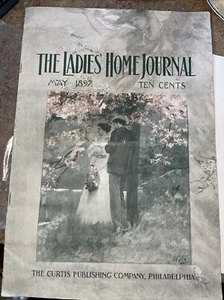 THE LADIES' HOME JOURNAL
MAY 1897 TEN CENTS
THE CURTIS PUBLISHING COMPANY, PHILADELPHIA